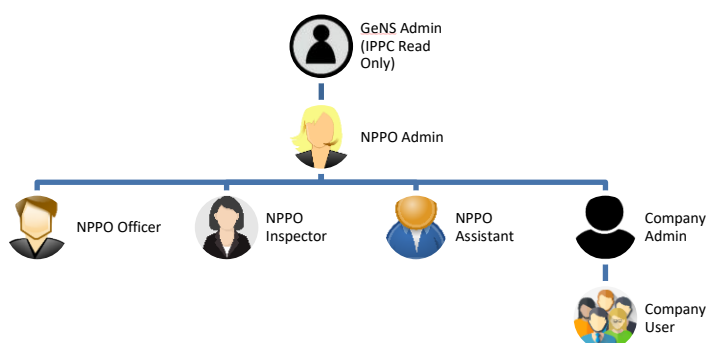 GeNS Admin
(IPPC Read
Only)
NPPO Admin
NPPO Officer
NPPO
Inspector
NPPO
Assistant
Company
Admin
Company
User